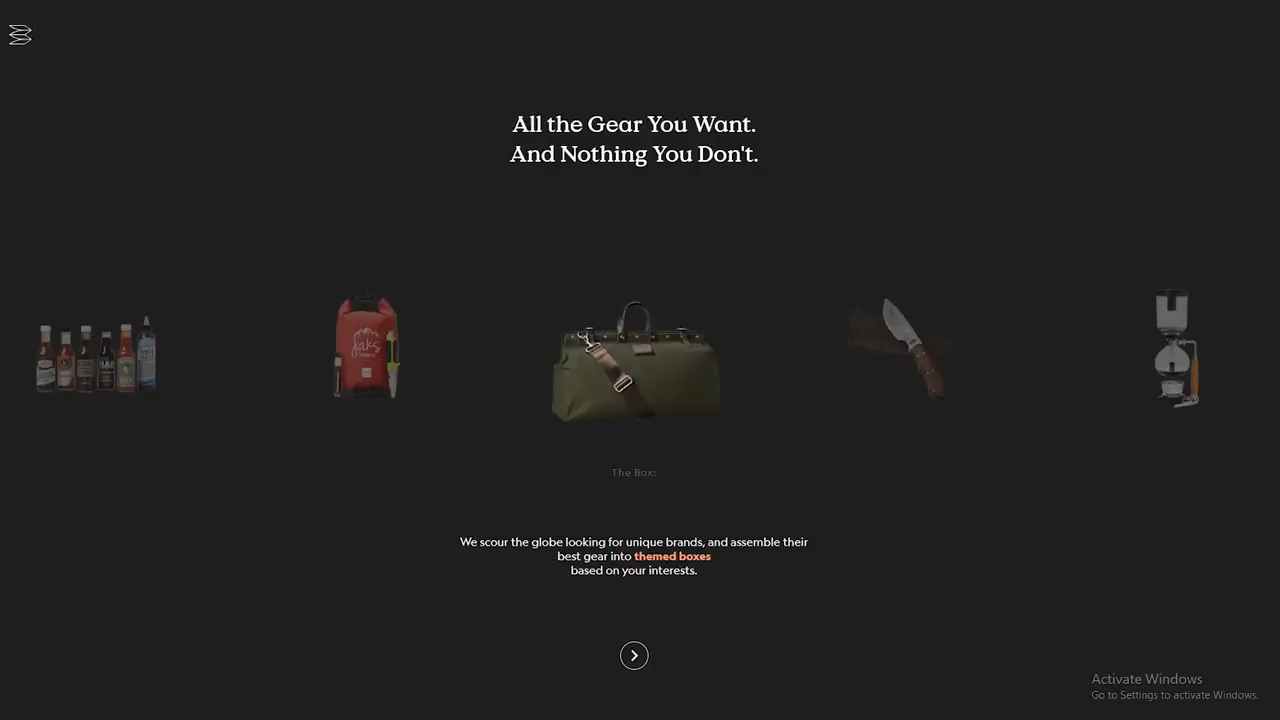 All the Gear You Want.
And Nothing You Don't.
jaks
The Box:
We scour the globe looking for unique brands, and assemble their
best gear into themed boxes
based on your interests.
Activate Windows
Go to Settings to activate Windows.